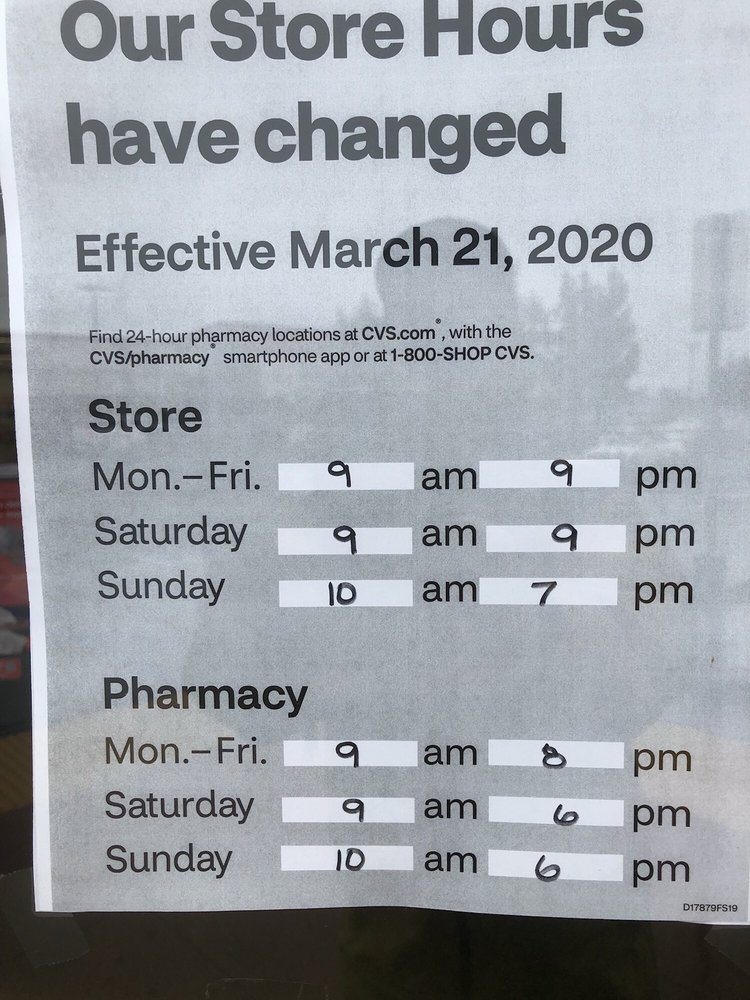 Our Store Hours
have changed
Effective March 21, 2020
Find 24-hour pharmacy locations at CVS.com®, with the
CVS/pharmacy® smartphone app or at 1-800-SHOP CVS.
Store
Mon.–Fri. 9 am 9 pm
Saturday 9 am 9 pm
Sunday 10 am 7 pm
Pharmacy
Mon.–Fri. 9 am 8 pm
Saturday 9 am 6 pm
Sunday 10 am 6 pm
D17879FS19